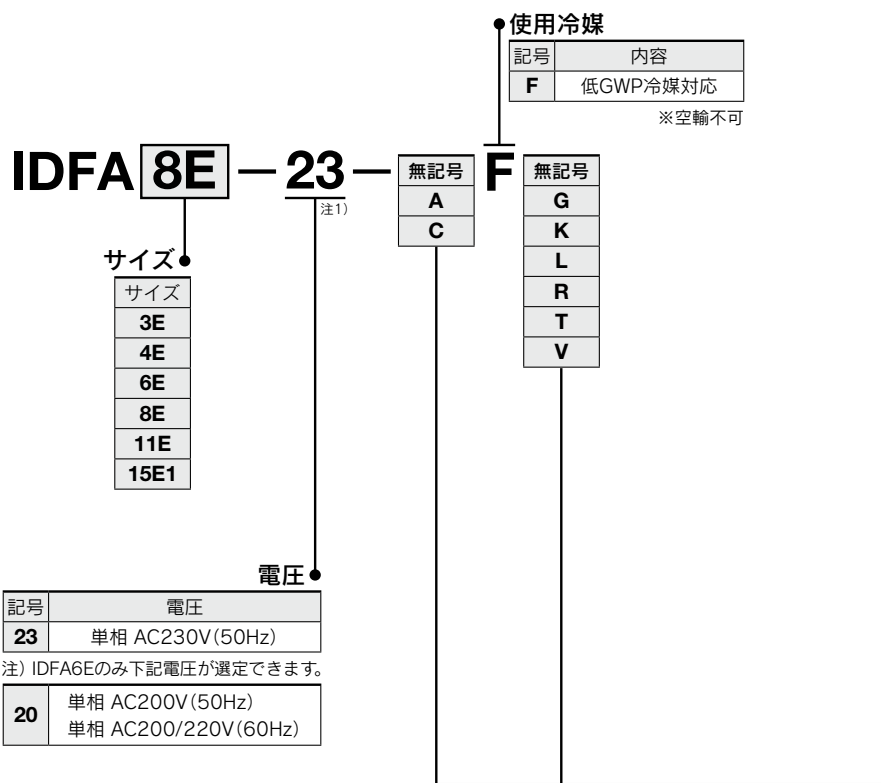 使用冷媒
記号 内容
F 低GWP冷媒対応
※空輸不可
IDFA 8E － 23 － 無記号 F 無記号
注1)
A G
C K
L
R
T
V
サイズ
サイズ
3E
4E
6E
8E
11E
15E1
電圧
記号 電圧
23 単相 AC230V(50Hz)
注) IDFA6Eのみ下記電圧が選定できます。
20 単相 AC200V(50Hz)
単相 AC200/220V(60Hz)